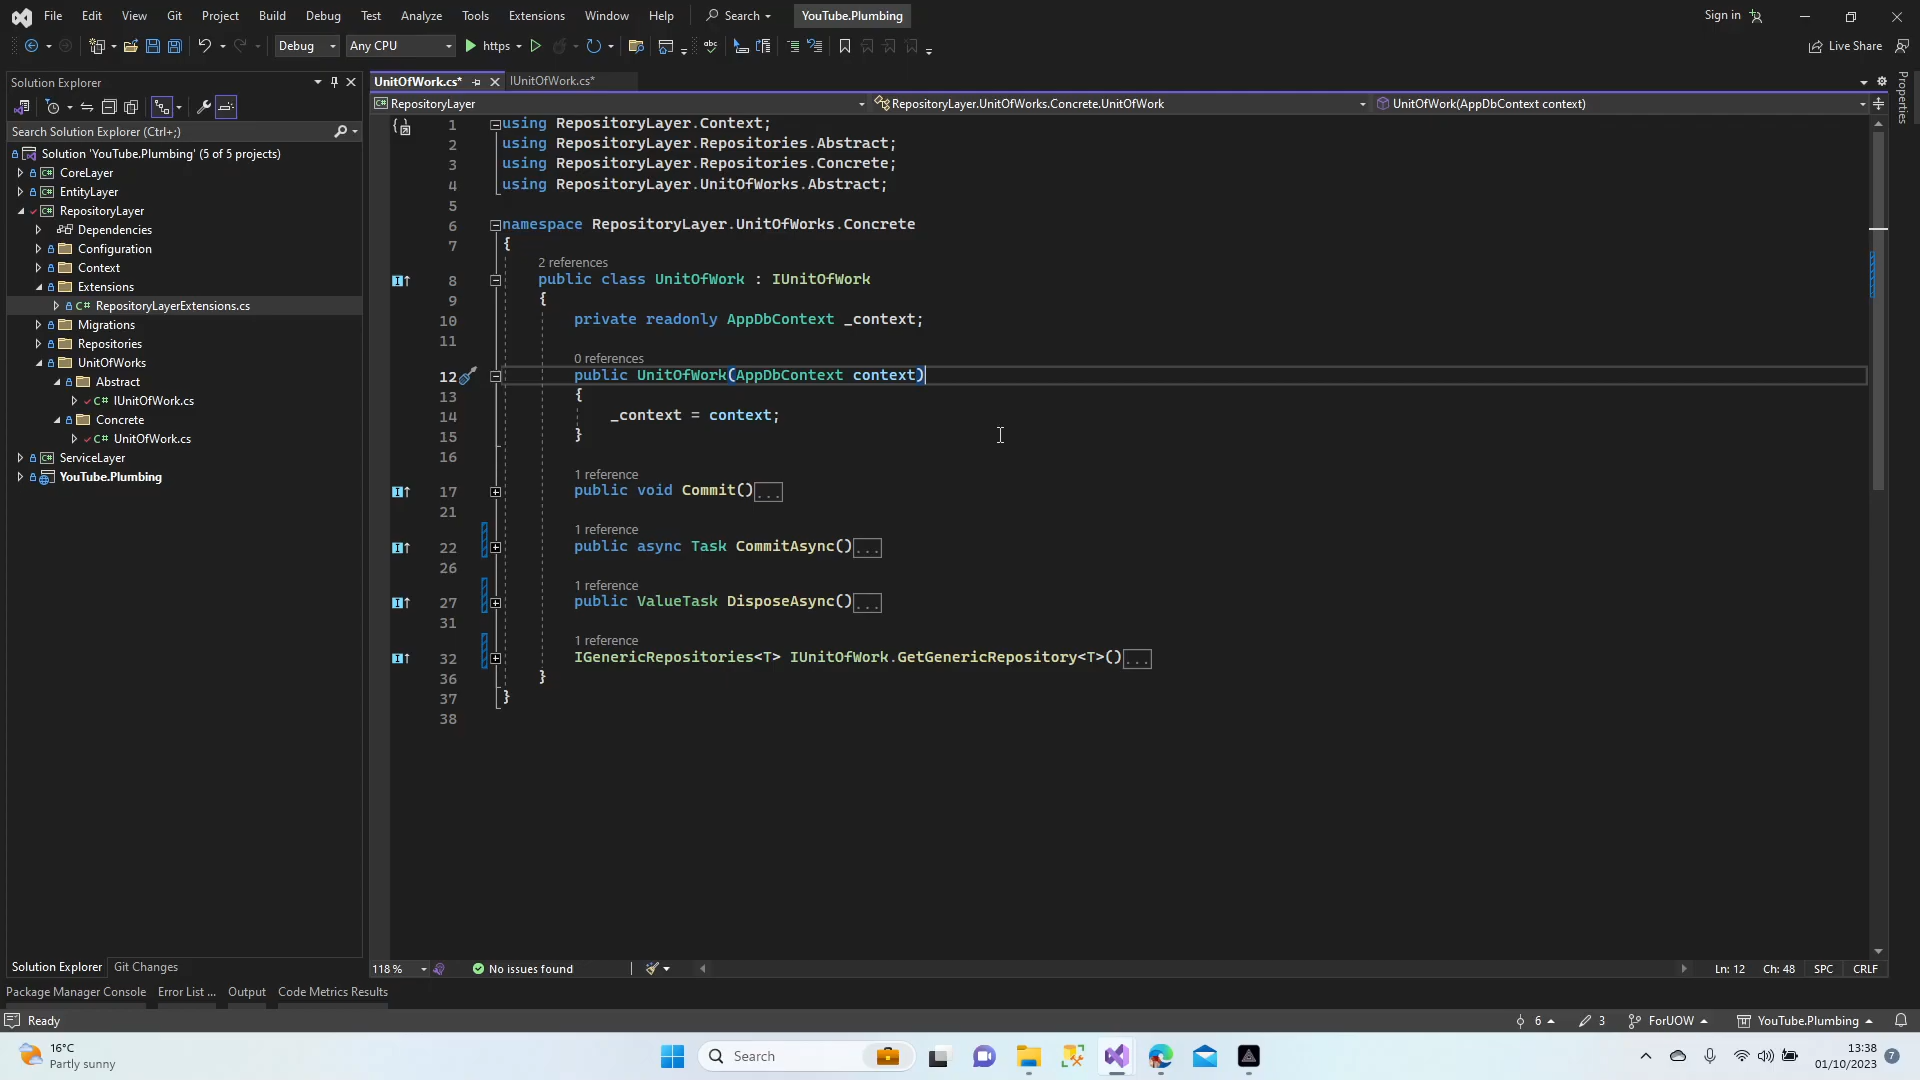 File Edit View Git Project Build Debug Test Analyze Tools Extensions Window Help Search YouTube.Plumbing Sign in
Debug Any CPU https Live Share
Solution Explorer
Search Solution Explorer (Ctrl+;)
Solution 'YouTube.Plumbing' (5 of 5 projects)
CoreLayer
EntityLayer
RepositoryLayer
Dependencies
Configuration
Context
Extensions
C# RepositoryLayerExtensions.cs
Migrations
Repositories
UnitOfWorks
Abstract
C# IUnitOfWork.cs
Concrete
C# UnitOfWork.cs
ServiceLayer
YouTube.Plumbing
Solution Explorer Git Changes
UnitOfWork.cs* IUnitOfWork.cs*
RepositoryLayer RepositoryLayer.UnitOfWorks.Concrete.UnitOfWork UnitOfWork(AppDbContext context)
Properties
1 using RepositoryLayer.Context;
2 using RepositoryLayer.Repositories.Abstract;
3 using RepositoryLayer.Repositories.Concrete;
4 using RepositoryLayer.UnitOfWorks.Abstract;
5
6 namespace RepositoryLayer.UnitOfWorks.Concrete
7 {
2 references
8 public class UnitOfWork : IUnitOfWork
9 {
10 private readonly AppDbContext _context;
11
0 references
12 public UnitOfWork(AppDbContext context)
13 {
14 _context = context;
15 }
16
1 reference
17 public void Commit()...
21
1 reference
22 public async Task CommitAsync()...
26
1 reference
27 public ValueTask DisposeAsync()...
31
1 reference
32 IGenericRepositories<T> IUnitOfWork.GetGenericRepository<T>()...
36 }
37 }
38
118 % No issues found Ln: 12 Ch: 48 SPC CRLF
Package Manager Console Error List ... Output Code Metrics Results
Ready 6 3 ForUOW YouTube.Plumbing
16°C
Partly sunny
Search
13:38
01/10/2023
7